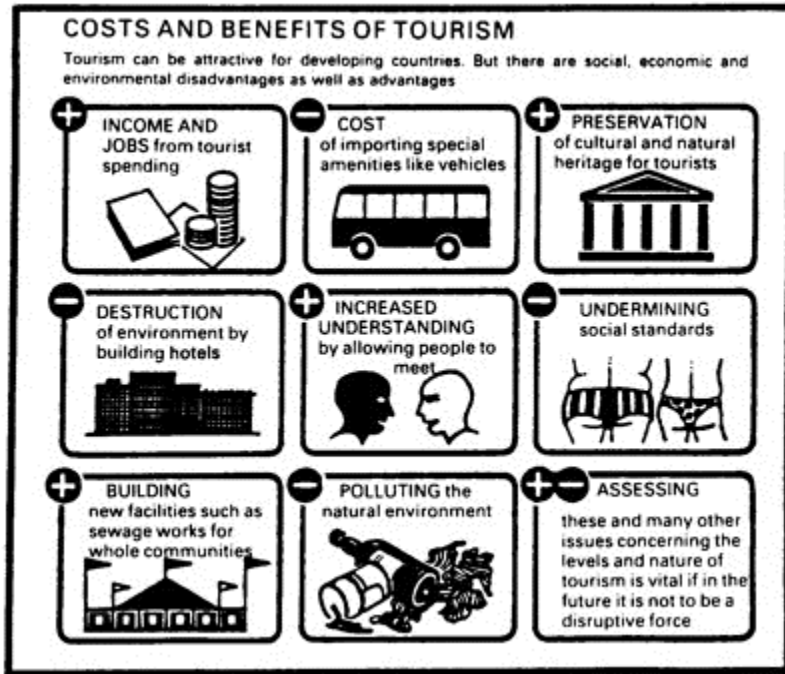 COSTS AND BENEFITS OF TOURISM
Tourism can be attractive for developing countries. But there are social, economic and
environmental disadvantages as well as advantages
+ INCOME AND
JOBS from tourist
spending
− COST
of importing special
amenities like vehicles
+ PRESERVATION
of cultural and natural
heritage for tourists
− DESTRUCTION
of environment by
building hotels
+ INCREASED
UNDERSTANDING
by allowing people to
meet
− UNDERMINING
social standards
+ BUILDING
new facilities such as
sewage works for
whole communities
− POLLUTING the
natural environment
+− ASSESSING
these and many other
issues concerning the
levels and nature of
tourism is vital if in the
future it is not to be a
disruptive force